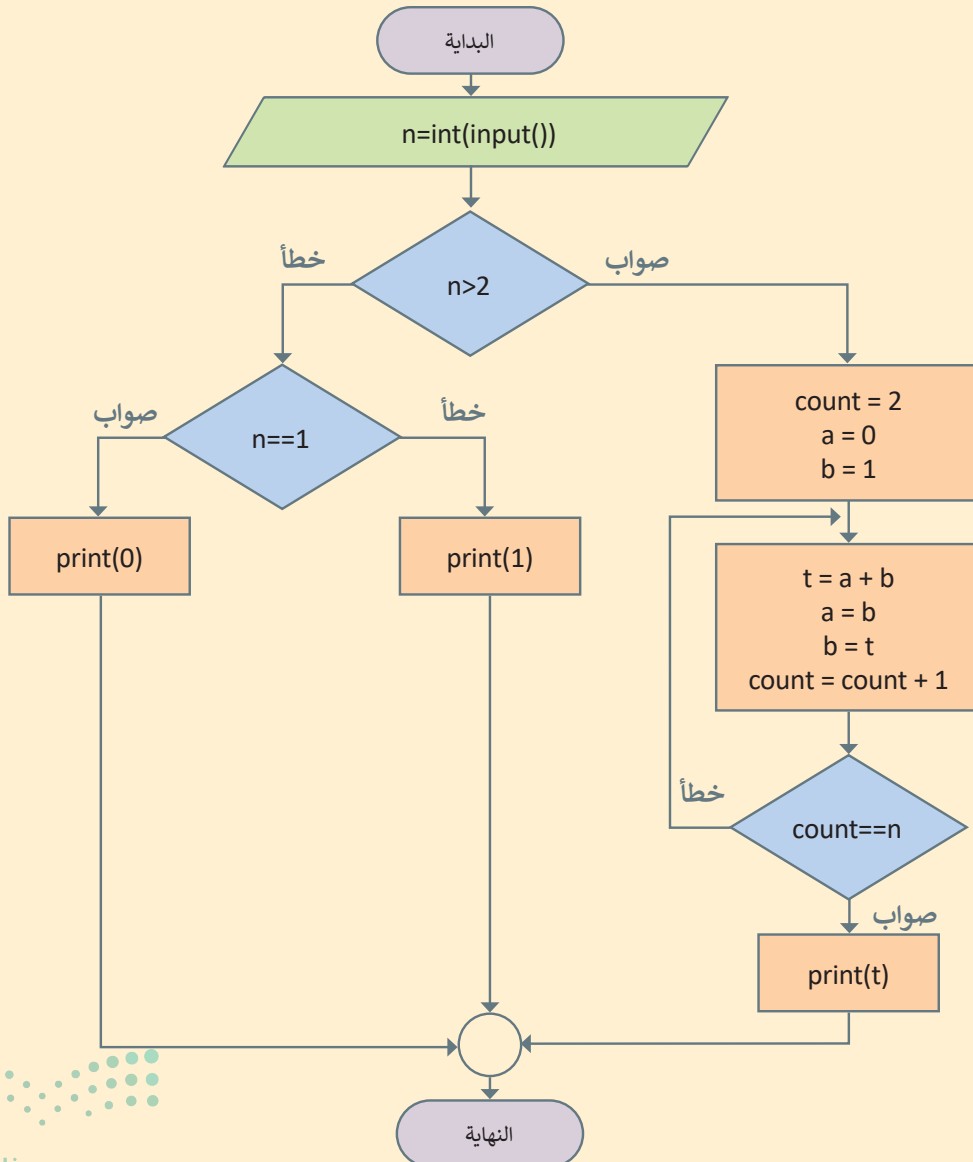 البداية
n=int(input())
خطأ
صواب
n>2
صواب
خطأ
n==1
count = 2
a = 0
b = 1
print(0)
print(1)
t = a + b
a = b
b = t
count = count + 1
خطأ
count==n
صواب
print(t)
النهاية